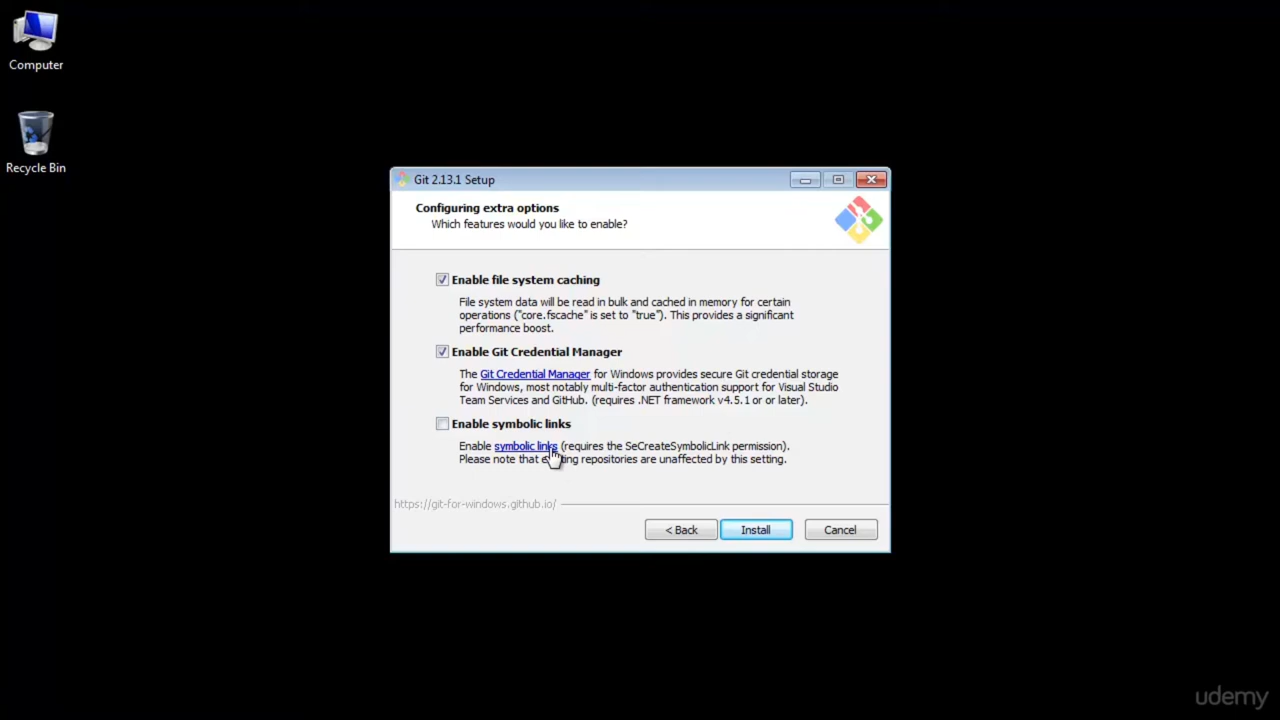 Computer
Recycle Bin
Git 2.13.1 Setup
Configuring extra options
Which features would you like to enable?
Enable file system caching
File system data will be read in bulk and cached in memory for certain
operations ("core.fscache" is set to "true"). This provides a significant
performance boost.
Enable Git Credential Manager
The Git Credential Manager for Windows provides secure Git credential storage
for Windows, most notably multi-factor authentication support for Visual Studio
Team Services and GitHub. (requires .NET framework v4.5.1 or or later).
Enable symbolic links
Enable symbolic links (requires the SeCreateSymbolicLink permission).
Please note that existing repositories are unaffected by this setting.
https://git-for-windows.github.io/
< Back
Install
Cancel
udemy